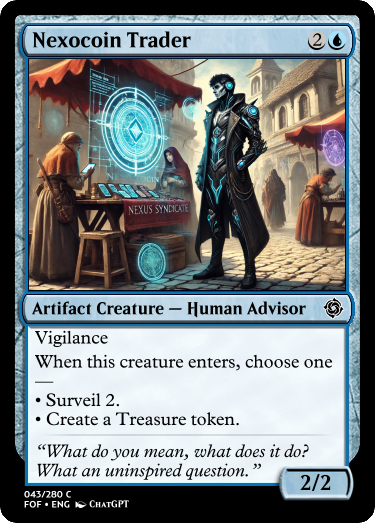 Nexocoin Trader 2
NEXUS SYNDICATE
Artifact Creature — Human Advisor
Vigilance
When this creature enters, choose one
—
• Surveil 2.
• Create a Treasure token.
“What do you mean, what does it do?
What an uninspired question.”
2/2
043/280 C
FOF • ENG ChatGPT